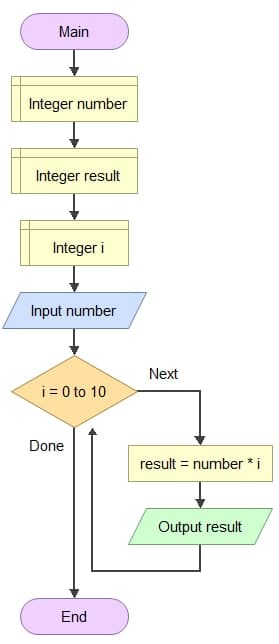 Main
Integer number
Integer result
Integer i
Input number
i = 0 to 10
Next
Done
result = number * i
Output result
End